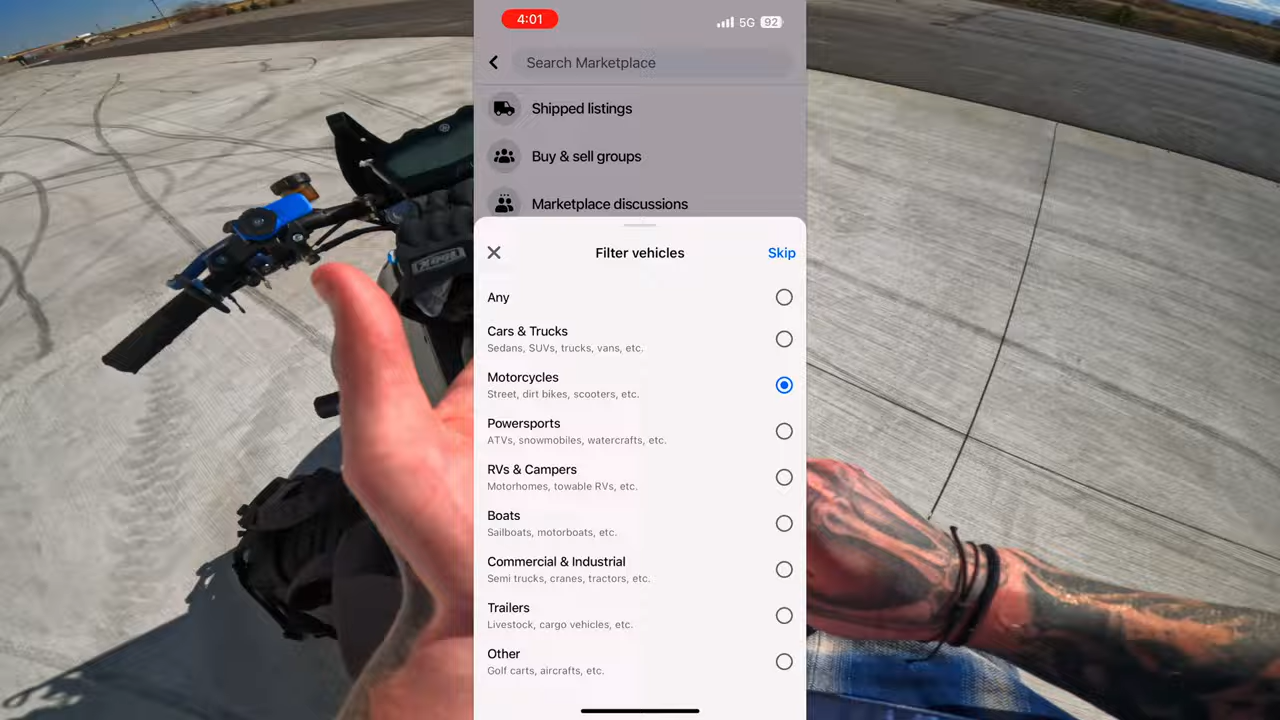 4:01
5G 92
Search Marketplace
Shipped listings
Buy & sell groups
Marketplace discussions
Filter vehicles
Skip
Any
Cars & Trucks
Sedans, SUVs, trucks, vans, etc.
Motorcycles
Street, dirt bikes, scooters, etc.
Powersports
ATVs, snowmobiles, watercrafts, etc.
RVs & Campers
Motorhomes, towable RVs, etc.
Boats
Sailboats, motorboats, etc.
Commercial & Industrial
Semi trucks, cranes, tractors, etc.
Trailers
Livestock, cargo vehicles, etc.
Other
Golf carts, aircrafts, etc.